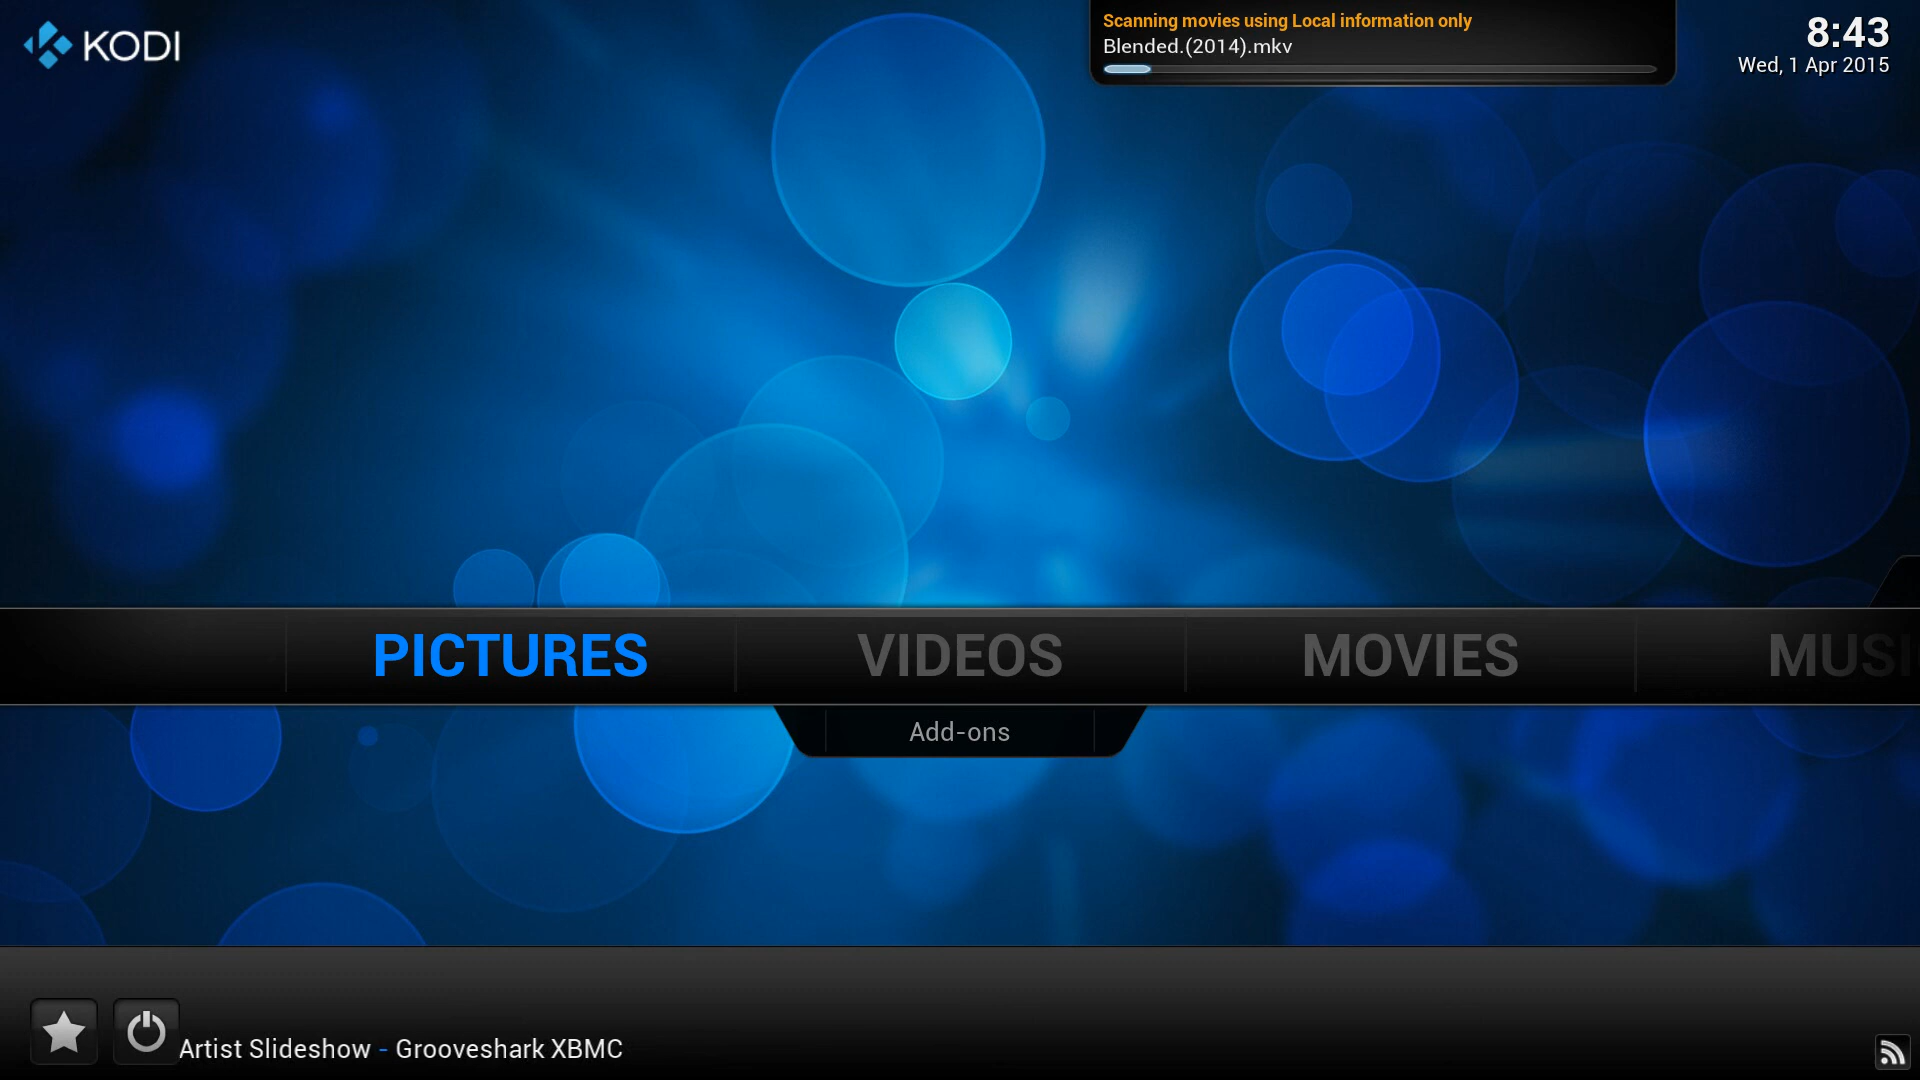 KODI
Scanning movies using Local information only
Blended.(2014).mkv
8:43
Wed, 1 Apr 2015
PICTURES
VIDEOS
MOVIES
MUSI
Add-ons
Artist Slideshow - Grooveshark XBMC